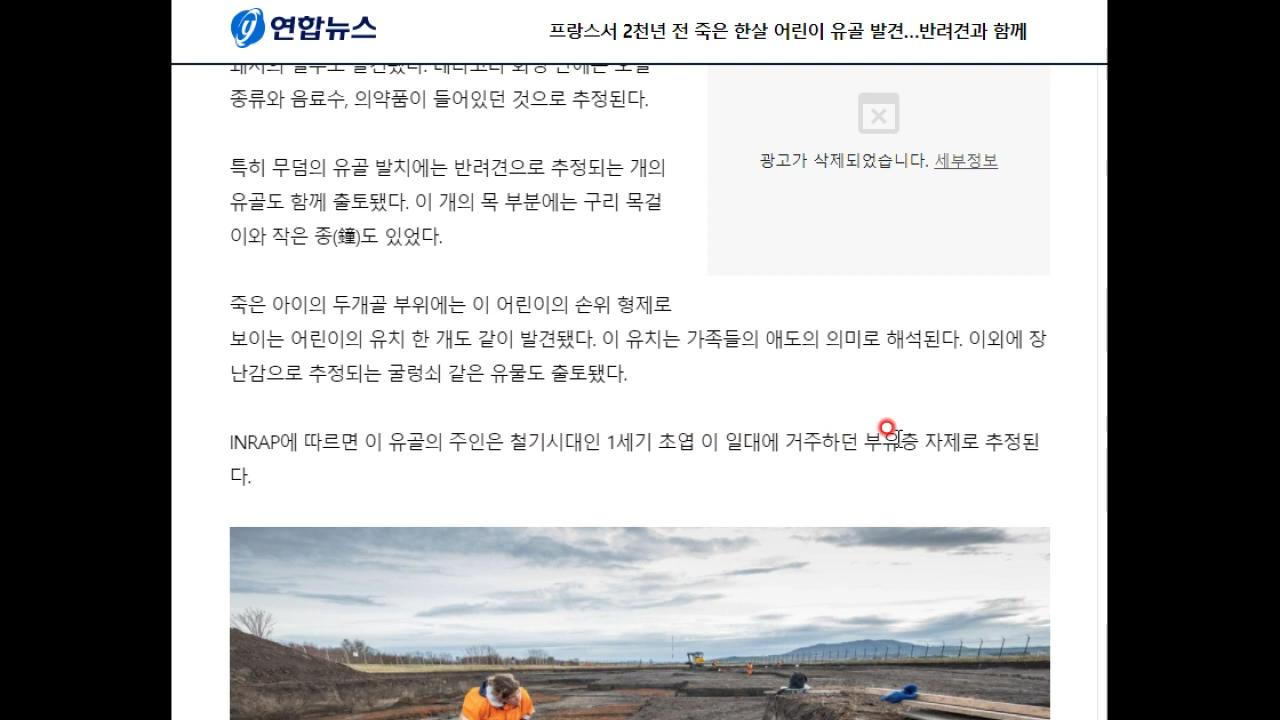 연합뉴스
프랑스서 2천년 전 죽은 한살 어린이 유골 발견...반려견과 함께
종류와 음료수, 의약품이 들어있던 것으로 추정된다.
광고가 삭제되었습니다. 세부정보
특히 무덤의 유골 발치에는 반려견으로 추정되는 개의
유골도 함께 출토됐다. 이 개의 목 부분에는 구리 목걸
이와 작은 종(鐘)도 있었다.
죽은 아이의 두개골 부위에는 이 어린이의 손위 형제로
보이는 어린이의 유치 한 개도 같이 발견됐다. 이 유치는 가족들의 애도의 의미로 해석된다. 이외에 장
난감으로 추정되는 굴렁쇠 같은 유물도 출토됐다.
INRAP에 따르면 이 유골의 주인은 철기시대인 1세기 초엽 이 일대에 거주하던 부유층 자제로 추정된
다.